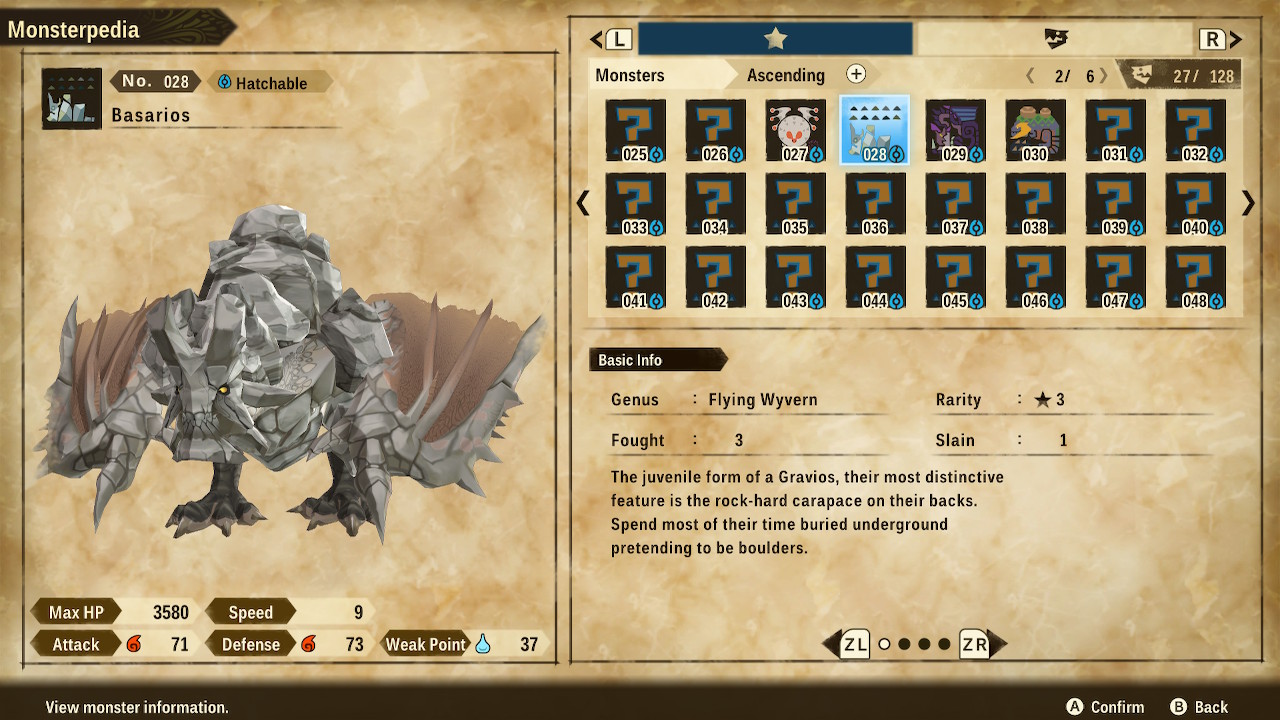 Monsterpedia
No. 028
Hatchable
Basarios
Max HP 3580
Speed 9
Attack 71
Defense 73
Weak Point 37
L
R
Monsters
Ascending
2/ 6
27/ 128
025 026 027 028 029 030 031 032
033 034 035 036 037 038 039 040
041 042 043 044 045 046 047 048
Basic Info
Genus : Flying Wyvern
Rarity : ★ 3
Fought : 3
Slain : 1
The juvenile form of a Gravios, their most distinctive
feature is the rock-hard carapace on their backs.
Spend most of their time buried underground
pretending to be boulders.
ZL
ZR
View monster information.
A Confirm
B Back